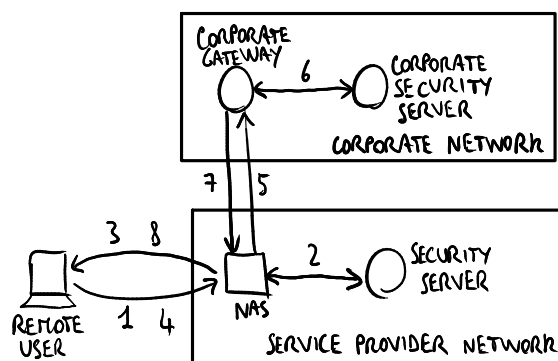 CORPORATE
GATEWAY
6
CORPORATE
SECURITY
SERVER
CORPORATE NETWORK
7 5
3 8
2
SECURITY
SERVER
NAS
1 4
REMOTE
USER
SERVICE PROVIDER NETWORK